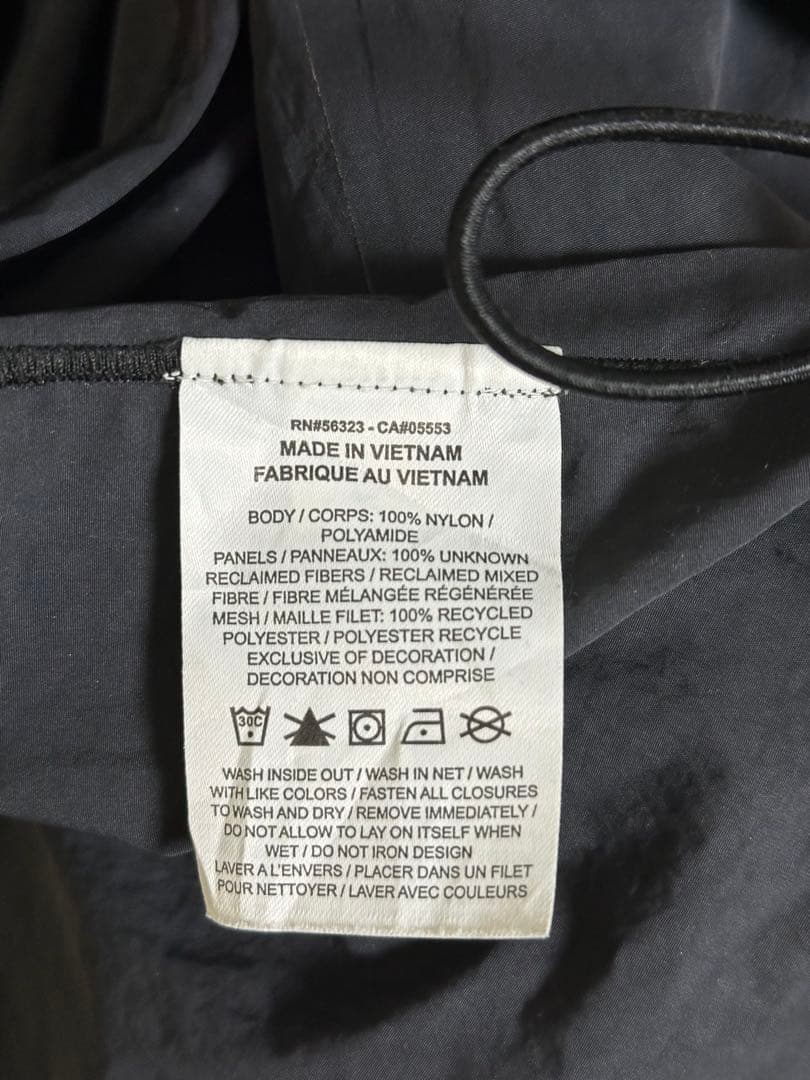 RN#56323 - CA#05553
MADE IN VIETNAM
FABRIQUE AU VIETNAM
BODY / CORPS: 100% NYLON /
POLYAMIDE
PANELS / PANNEAUX: 100% UNKNOWN
RECLAIMED FIBERS / RECLAIMED MIXED
FIBRE / FIBRE MÉLANGÉE RÉGÉNÉRÉE
MESH / MAILLE FILET: 100% RECYCLED
POLYESTER / POLYESTER RECYCLE
EXCLUSIVE OF DECORATION /
DECORATION NON COMPRISE
30C
WASH INSIDE OUT / WASH IN NET / WASH
WITH LIKE COLORS / FASTEN ALL CLOSURES
TO WASH AND DRY / REMOVE IMMEDIATELY /
DO NOT ALLOW TO LAY ON ITSELF WHEN
WET / DO NOT IRON DESIGN
LAVER A L'ENVERS / PLACER DANS UN FILET
POUR NETTOYER / LAVER AVEC COULEURS